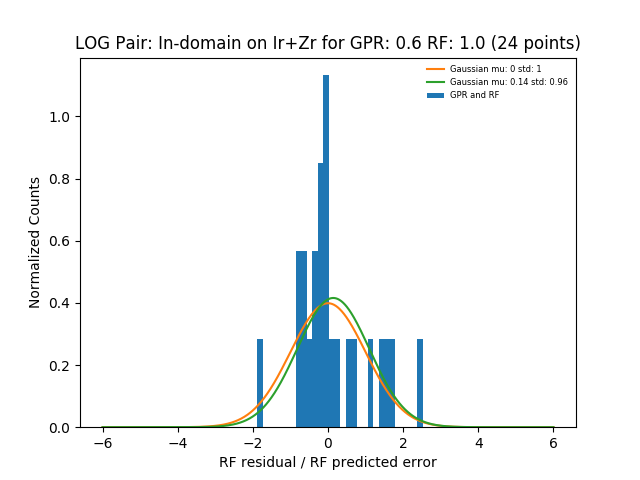 LOG Pair: In-domain on Ir+Zr for GPR: 0.6 RF: 1.0 (24 points)
Gaussian mu: 0 std: 1
Gaussian mu: 0.14 std: 0.96
GPR and RF
Normalized Counts
1.0
0.8
0.6
0.4
0.2
0.0
−6 −4 −2 0 2 4 6
RF residual / RF predicted error